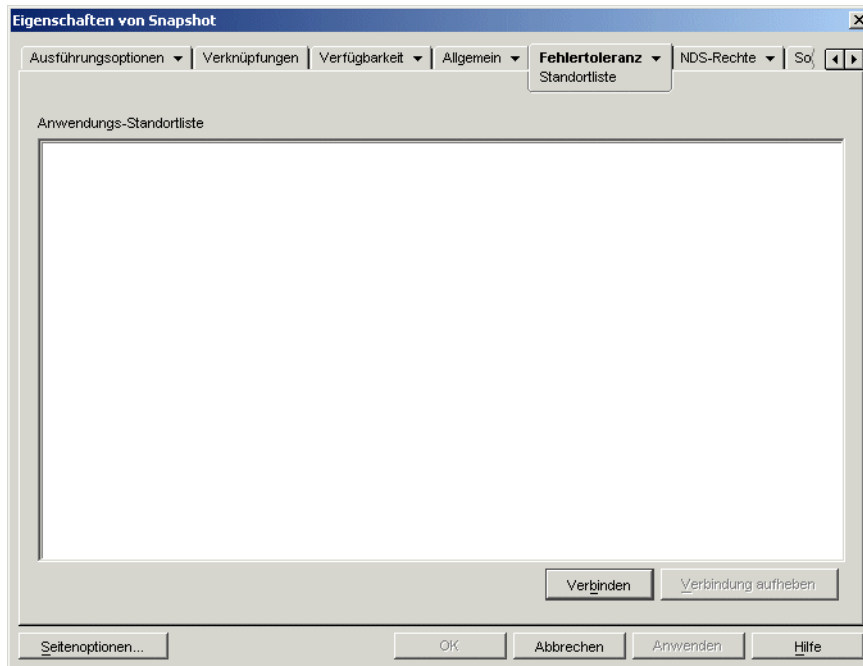 Eigenschaften von Snapshot
Ausführungsoptionen Verknüpfungen Verfügbarkeit Allgemein Fehlertoleranz NDS-Rechte
Standortliste
Anwendungs-Standortliste
Verbinden Verbindung aufheben
Seitenoptionen... OK Abbrechen Anwenden Hilfe